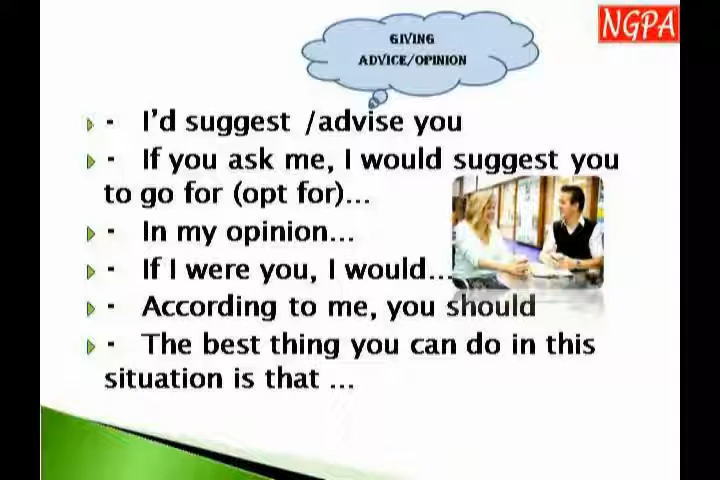 NGPA
GIVING
ADVICE/OPINION
- I'd suggest /advise you
- If you ask me, I would suggest you
to go for (opt for)...
- In my opinion...
- If I were you, I would...
- According to me, you should
- The best thing you can do in this
situation is that ...